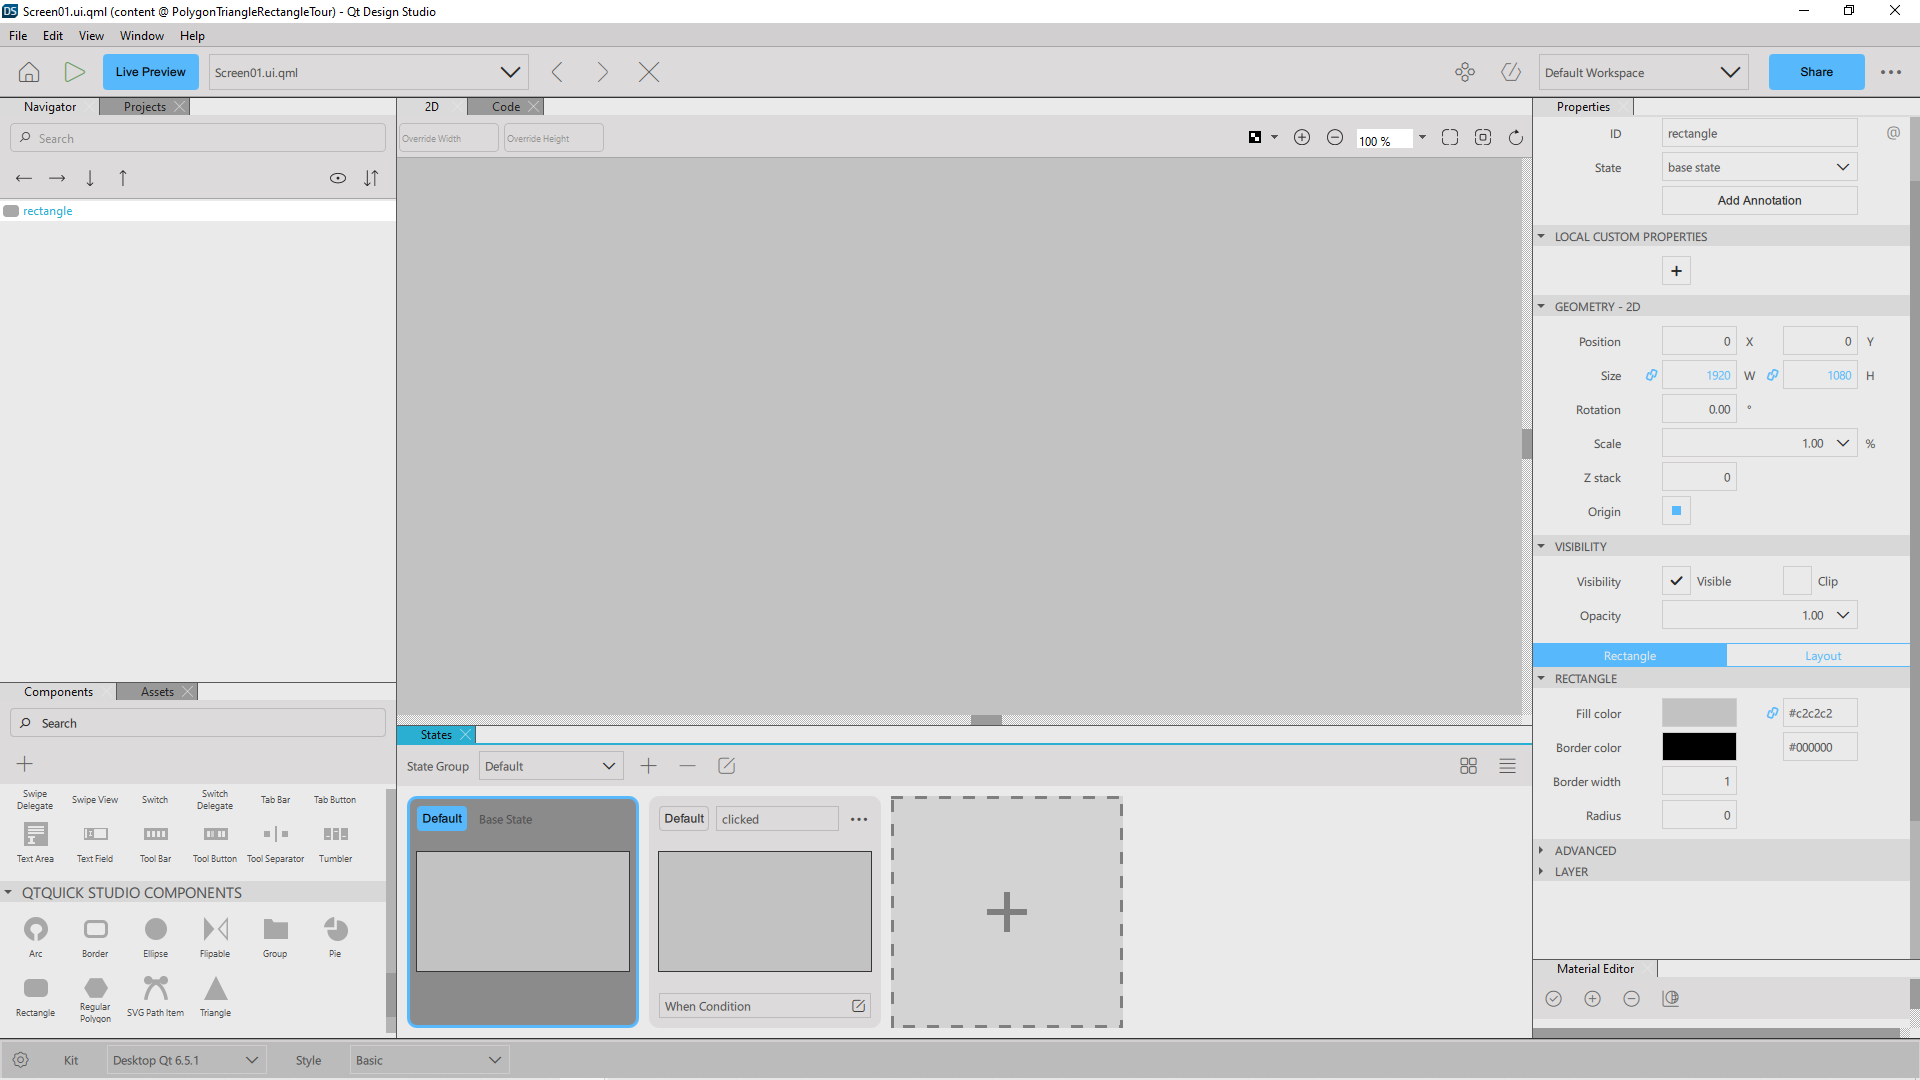 DS Screen01.ui.qml (content @ PolygonTriangleRectangleTour) - Qt Design Studio
File Edit View Window Help
Live Preview Screen01.ui.qml Default Workspace Share
Navigator Projects 2D Code Properties
Search Override Width Override Height 100 % ID rectangle @
State base state
Add Annotation
rectangle
LOCAL CUSTOM PROPERTIES
+
GEOMETRY - 2D
Position 0 X 0 Y
Size 1920 W 1080 H
Rotation 0.00 °
Scale 1.00 %
Z stack 0
Origin
VISIBILITY
Visibility Visible Clip
Opacity 1.00
Rectangle Layout
RECTANGLE
Fill color #c2c2c2
Border color #000000
Border width 1
Radius 0
ADVANCED
LAYER
Components Assets
Search
Swipe Delegate Swipe View Switch Switch Delegate Tab Bar Tab Button
Text Area Text Field Tool Bar Tool Button Tool Separator Tumbler
QTQUICK STUDIO COMPONENTS
Arc Border Ellipse Flipable Group Pie
Rectangle Regular Polygon SVG Path Item Triangle
States
State Group Default
Default Base State Default clicked
When Condition
Material Editor
Kit Desktop Qt 6.5.1 Style Basic